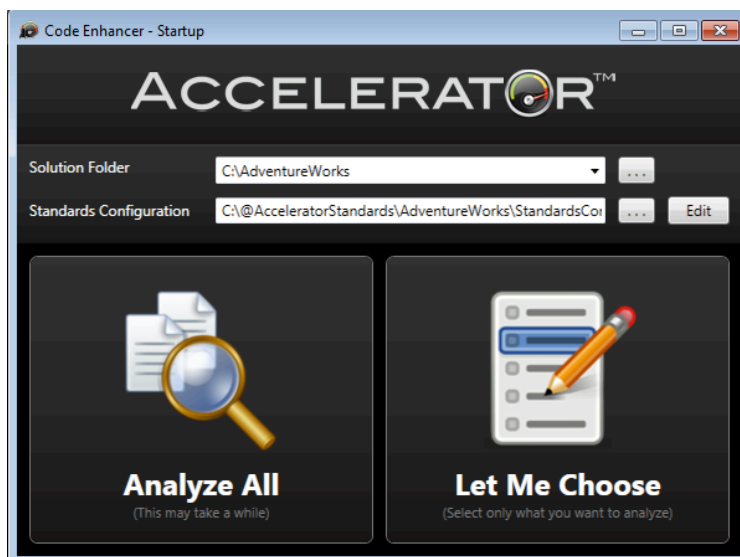 Code Enhancer - Startup
ACCELERATOR™
Solution Folder C:\AdventureWorks ...
Standards Configuration C:\@AcceleratorStandards\AdventureWorks\StandardsCor ... Edit
Analyze All
(This may take a while)
Let Me Choose
(Select only what you want to analyze)